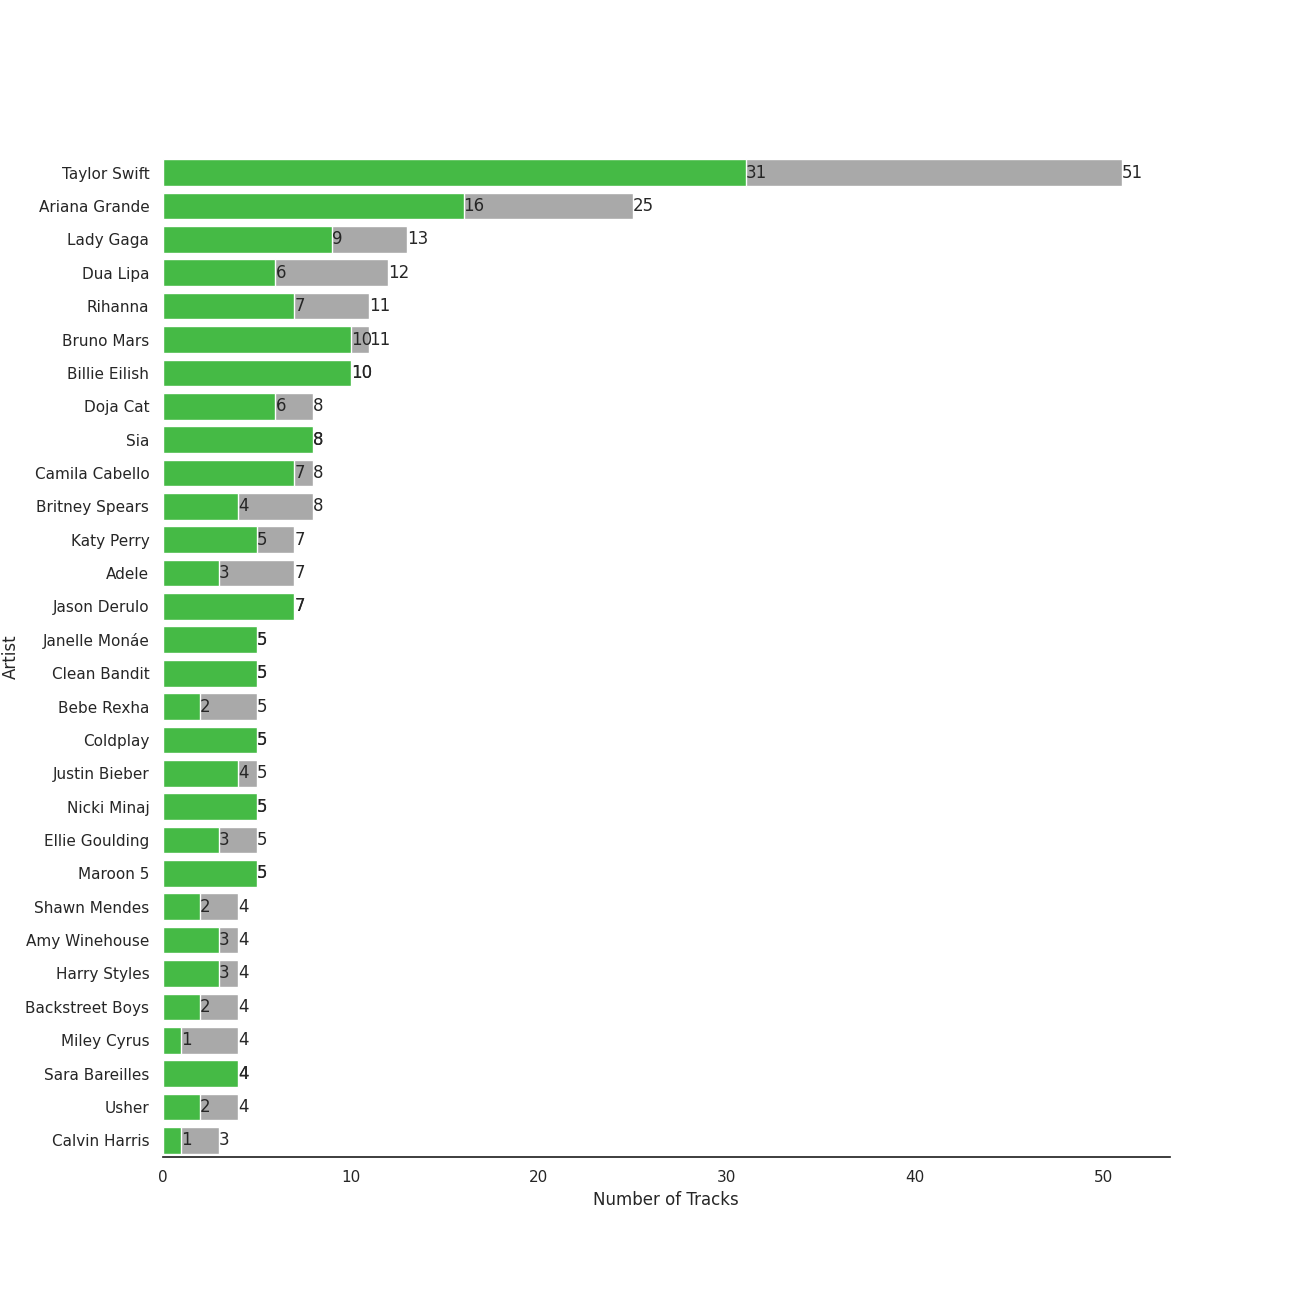 Taylor Swift 31 51
Ariana Grande 16 25
Lady Gaga 9 13
Dua Lipa 6 12
Rihanna 7 11
Bruno Mars 10 11
Billie Eilish 10
Doja Cat 6 8
Sia 8
Camila Cabello 7 8
Britney Spears 4 8
Katy Perry 5 7
Adele 3 7
Jason Derulo 7
Janelle Monáe 5
Clean Bandit 5
Bebe Rexha 2 5
Coldplay 5
Justin Bieber 4 5
Nicki Minaj 5
Ellie Goulding 3 5
Maroon 5 5
Shawn Mendes 2 4
Amy Winehouse 3 4
Harry Styles 3 4
Backstreet Boys 2 4
Miley Cyrus 1 4
Sara Bareilles 4
Usher 2 4
Calvin Harris 1 3
Artist
0 10 20 30 40 50
Number of Tracks